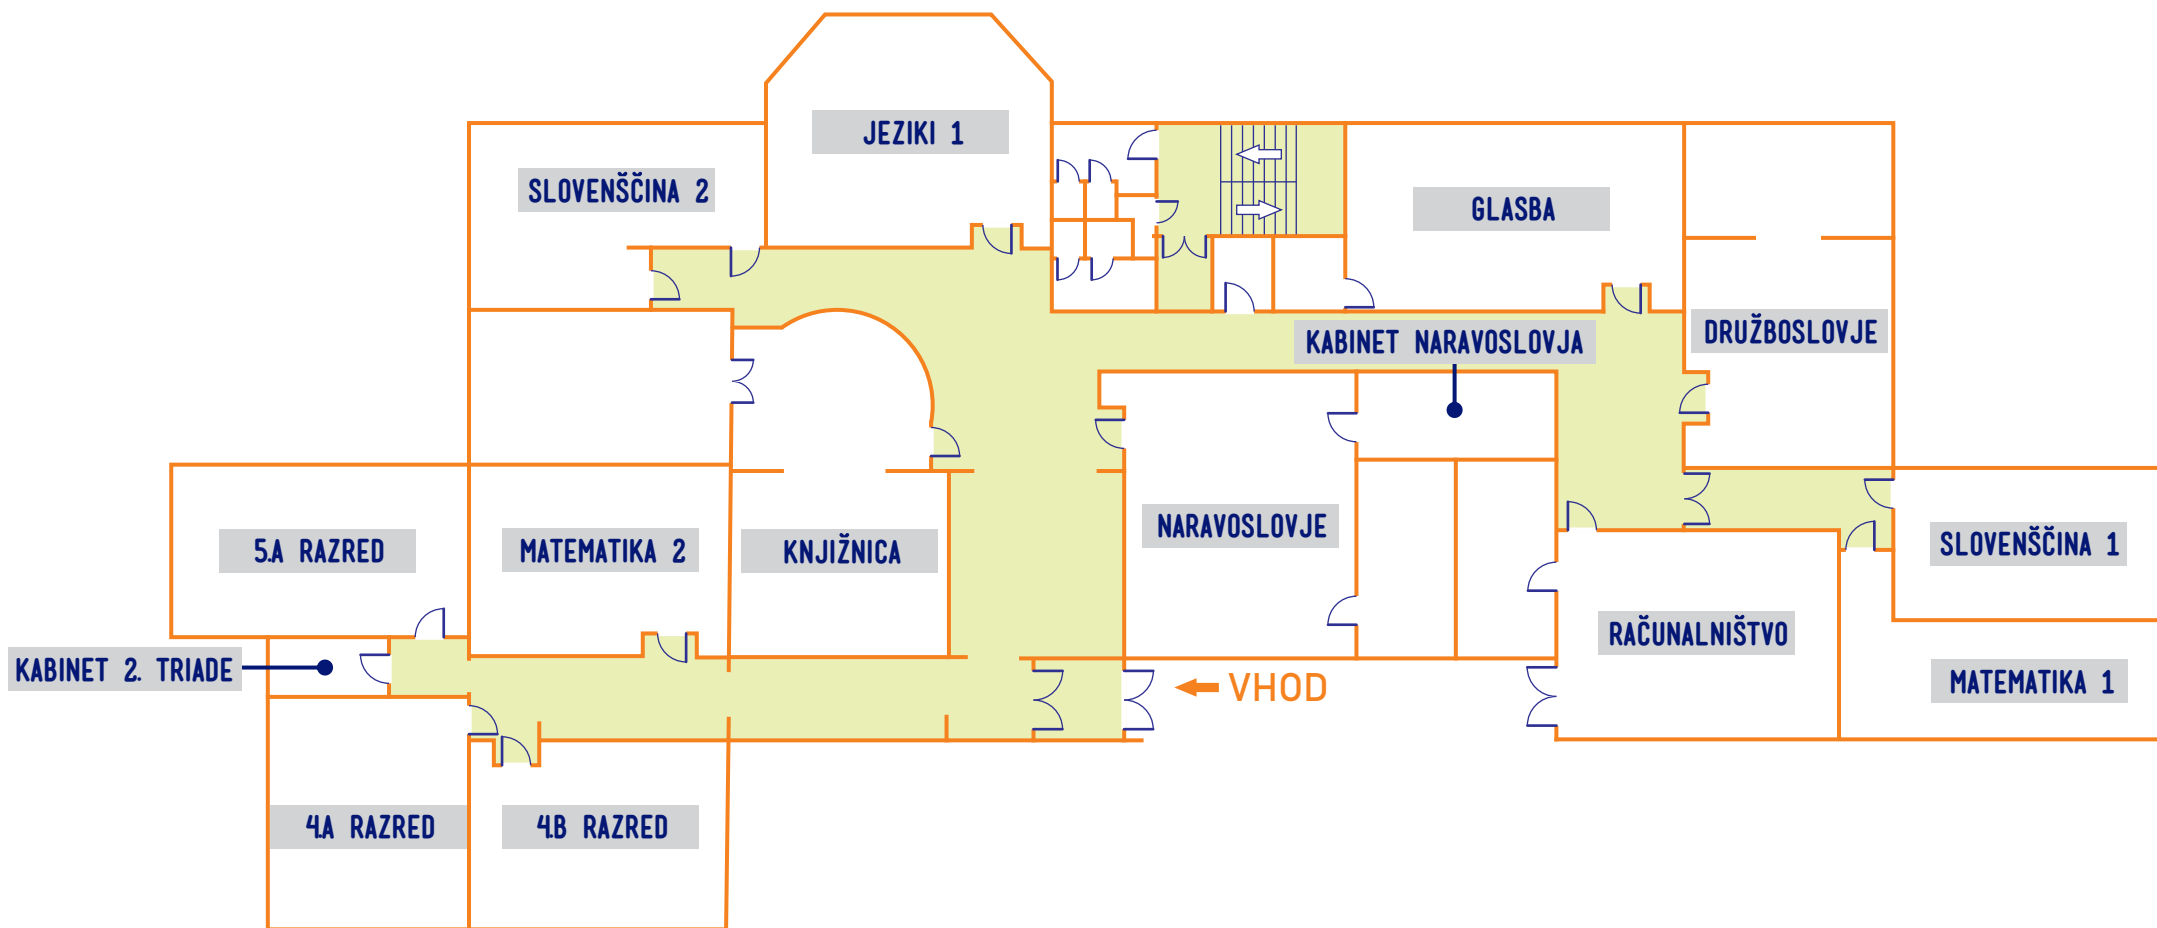 JEZIKI 1
SLOVENŠČINA 2
GLASBA
DRUŽBOSLOVJE
KABINET NARAVOSLOVJA
NARAVOSLOVJE
5.A RAZRED
MATEMATIKA 2
KNJIŽNICA
SLOVENŠČINA 1
RAČUNALNIŠTVO
KABINET 2. TRIADE
VHOD
MATEMATIKA 1
4.A RAZRED
4.B RAZRED